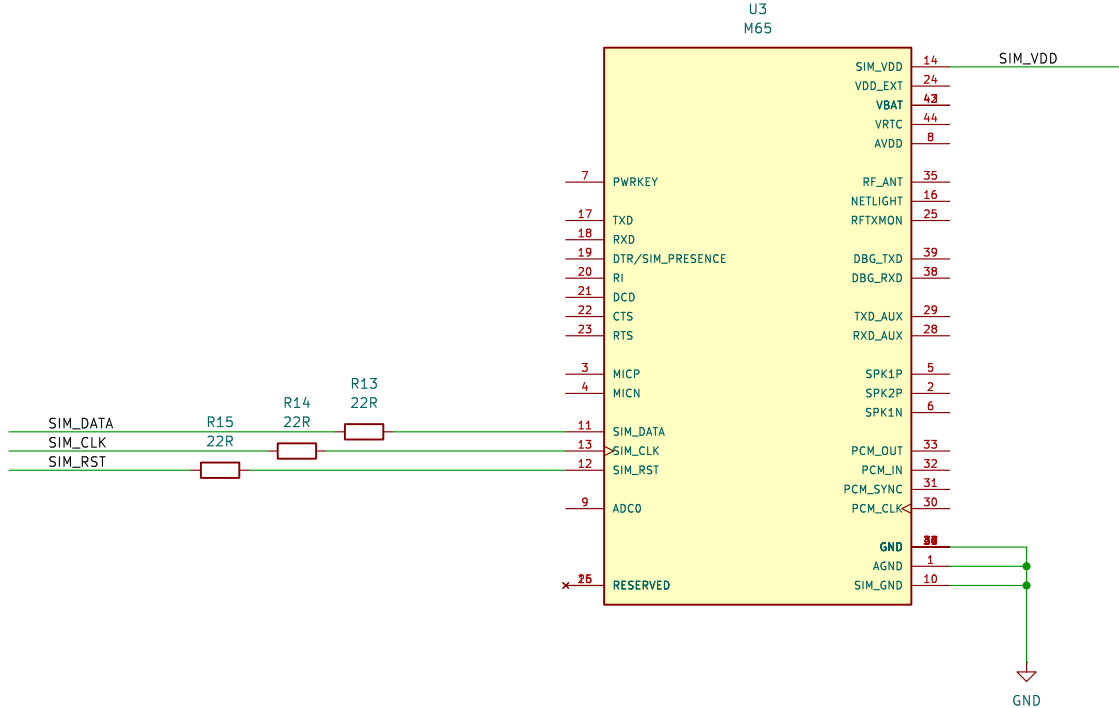 U3
M65
SIM_VDD 14 SIM_VDD
VDD_EXT 24
VBAT
VRTC 44
AVDD 8
7 PWRKEY RF_ANT 35
NETLIGHT 16
17 TXD RFTXMON 25
18 RXD
19 DTR/SIM_PRESENCE DBG_TXD 39
20 RI DBG_RXD 38
21 DCD
22 CTS TXD_AUX 29
23 RTS RXD_AUX 28
3 MICP SPK1P 5
4 MICN SPK2P 2
SPK1N 6
R13
22R
R14
22R
R15
22R
SIM_DATA 11 SIM_DATA
SIM_CLK 13 SIM_CLK PCM_OUT 33
SIM_RST 12 SIM_RST PCM_IN 32
PCM_SYNC 31
9 ADC0 PCM_CLK 30
GND
AGND 1
RESERVED SIM_GND 10
GND